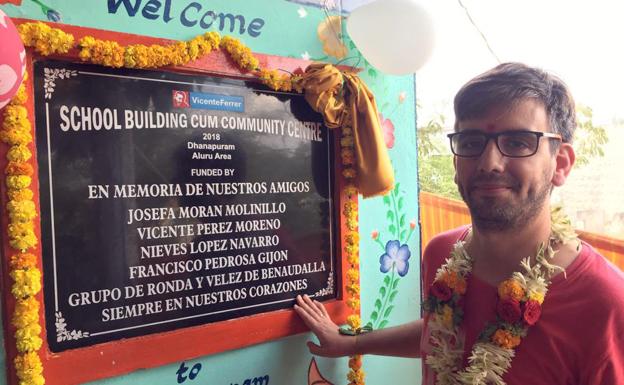 Wel Come
VicenteFerrer
SCHOOL BUILDING CUM COMMUNITY CENTRE
2018
Dhanapuram
Aluru Area
FUNDED BY
EN MEMORIA DE NUESTROS AMIGOS
JOSEFA MORAN MOLINILLO
VICENTE PEREZ MORENO
NIEVES LOPEZ NAVARRO
FRANCISCO PEDROSA GIJON
GRUPO DE RONDA Y VELEZ DE BENAUDALLA
SIEMPRE EN NUESTROS CORAZONES
to